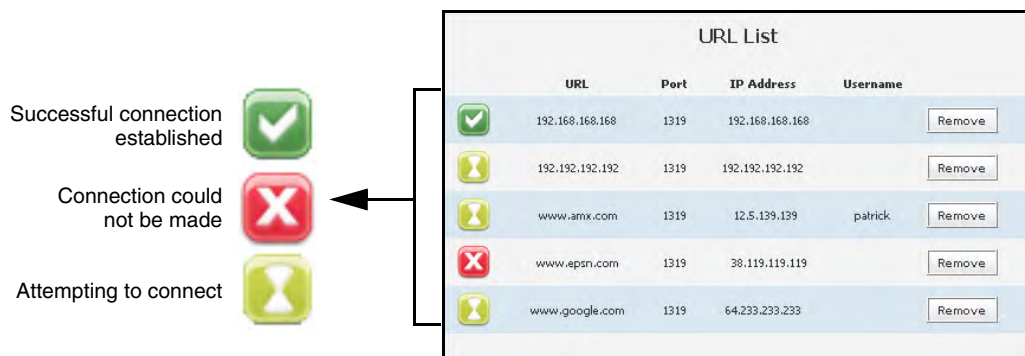 Successful connection
established
Connection could
not be made
Attempting to connect
URL List
URL Port IP Address Username
192.168.168.168 1319 192.168.168.168 Remove
192.192.192.192 1319 192.192.192.192 Remove
www.amx.com 1319 12.5.139.139 patrick Remove
www.epsn.com 1319 38.119.119.119 Remove
www.google.com 1319 64.233.233.233 Remove